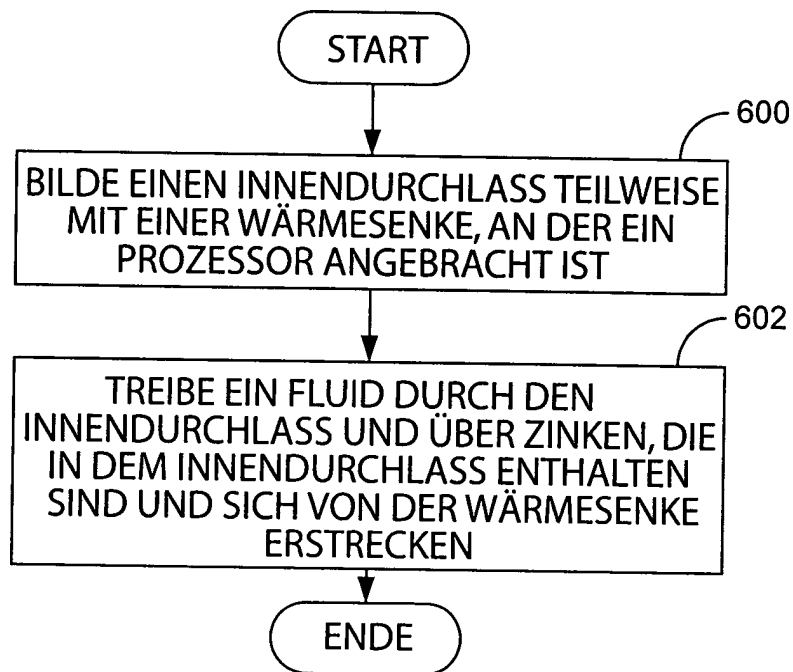 START
600
BILDE EINEN INNENDURCHLASS TEILWEISE
MIT EINER WÄRMESENKE, AN DER EIN
PROZESSOR ANGEBRACHT IST
602
TREIBE EIN FLUID DURCH DEN
INNENDURCHLASS UND ÜBER ZINKEN, DIE
IN DEM INNENDURCHLASS ENTHALTEN
SIND UND SICH VON DER WÄRMESENKE
ERSTRECKEN
ENDE